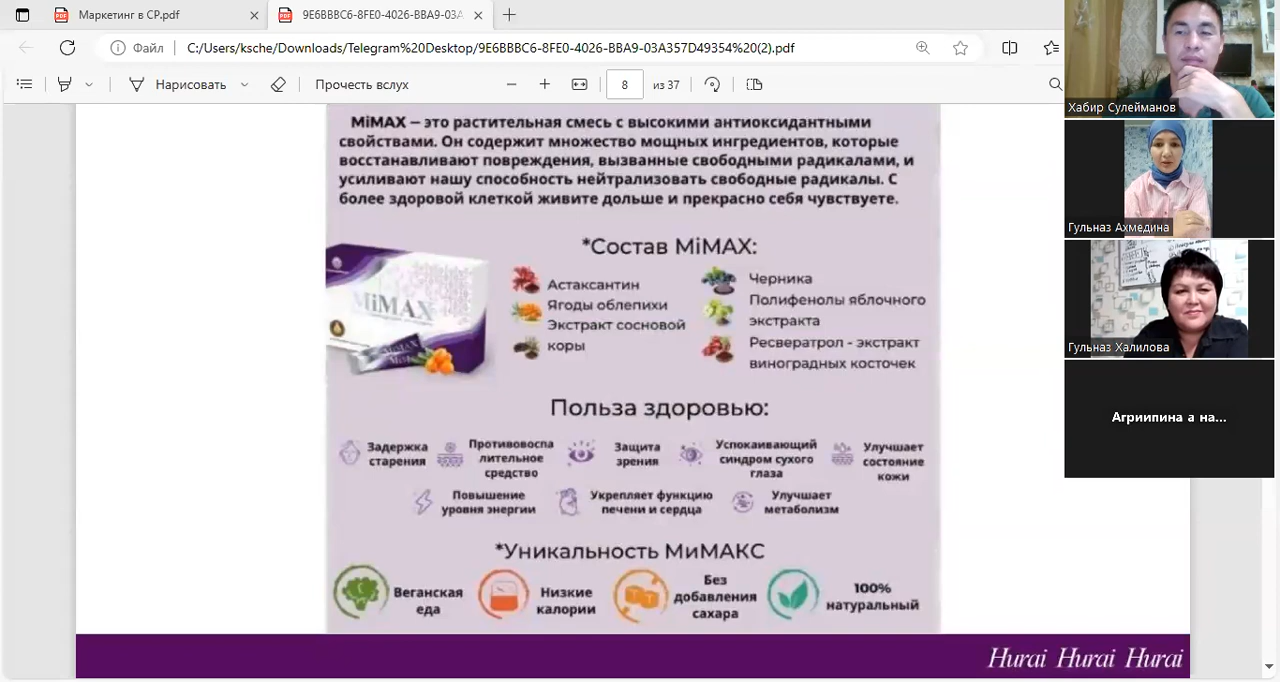 Маркетинг в CP.pdf
9E6BBBC6-8FE0-4026-BBA9-03A
Файл
C:/Users/ksche/Downloads/Telegram%20Desktop/9E6BBBC6-8FE0-4026-BBA9-03A357D49334%20(2).pdf
Нарисовать
Прочесть вслух
8
из 37
MiMAX – это растительная смесь с высокими антиоксидантными
свойствами. Он содержит множество мощных ингредиентов, которые
восстанавливают повреждения, вызванные свободными радикалами, и
усиливают нашу способность нейтрализовать свободные радикалы. С
более здоровой клеткой живите дольше и прекрасно себя чувствуете.
*Состав MiMAX:
MiMAX
Астаксантин
Ягоды облепихи
Экстракт сосновой
коры
Черника
Полифенолы яблочного
экстракта
Ресвератрол - экстракт
виноградных косточек
Польза здоровью:
Задержка
старения
Противовоспа
лительное
средство
Защита
зрения
Успокаивающий
синдром сухого
глаза
Улучшает
состояние
кожи
Повышение
уровня энергии
Укрепляет функцию
печени и сердца
Улучшает
метаболизм
*Уникальность МиМАКС
Веганская
еда
Низкие
калории
Без
добавления
сахара
100%
натуральный
Hurai Hurai Hurai
Хабир Сулейманов
Гульназ Ахмедина
Гульназ Халилова
Агриипина а на...